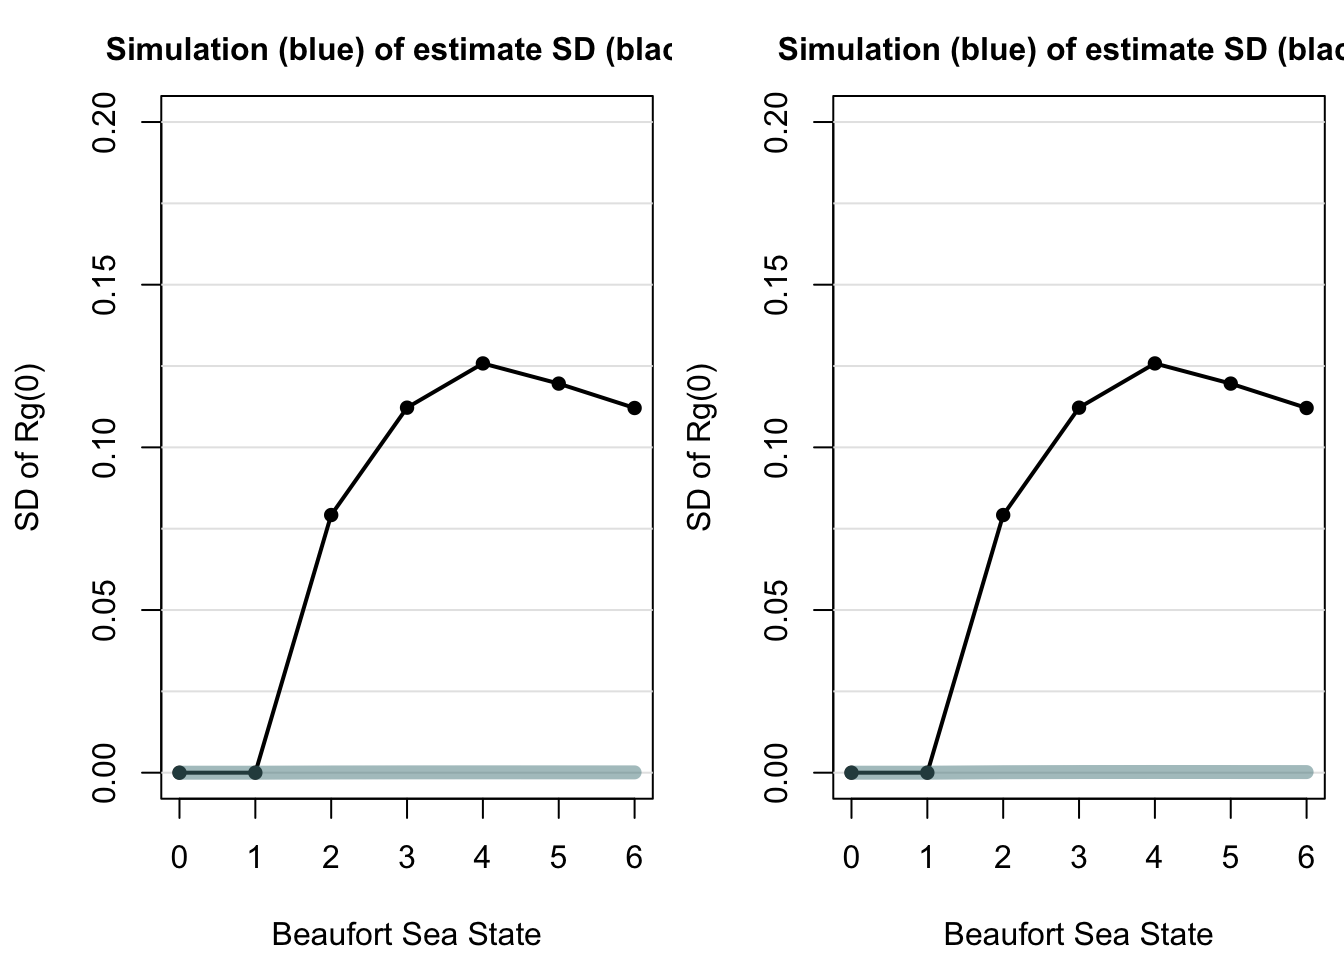 Simulation (blue) of estimate SD (blac
SD of Rg(0)
0.20
0.15
0.10
0.05
0.00
0 1 2 3 4 5 6
Beaufort Sea State
Simulation (blue) of estimate SD (blac
SD of Rg(0)
0.20
0.15
0.10
0.05
0.00
0 1 2 3 4 5 6
Beaufort Sea State